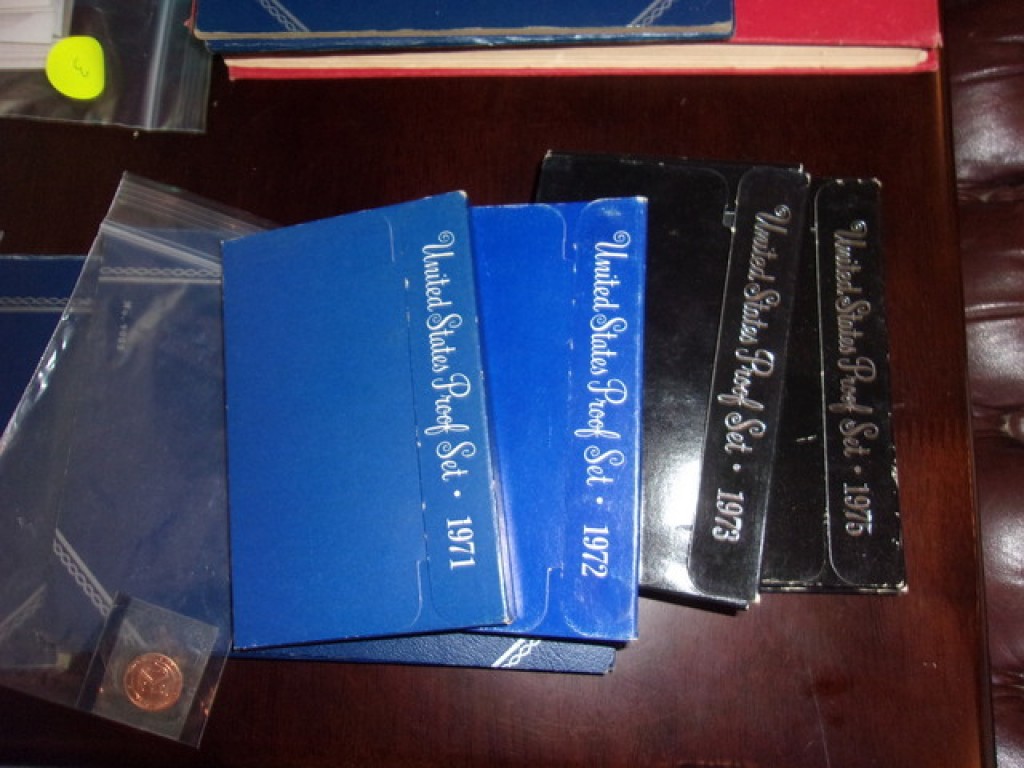 United States Proof Set • 1971
United States Proof Set • 1972
United States Proof Set • 1973
United States Proof Set • 1975
3